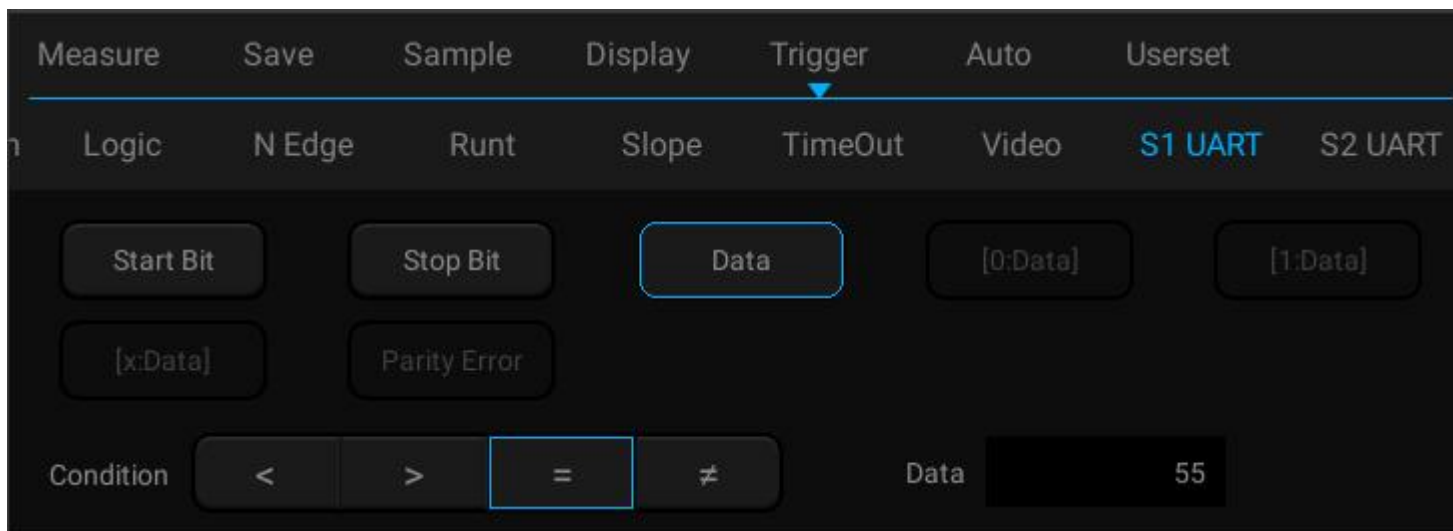 Measure Save Sample Display Trigger Auto Userset
Logic N Edge Runt Slope TimeOut Video S1 UART S2 UART
Start Bit Stop Bit Data [0:Data] [1:Data]
[x:Data] Parity Error
Condition < > = ≠ Data 55